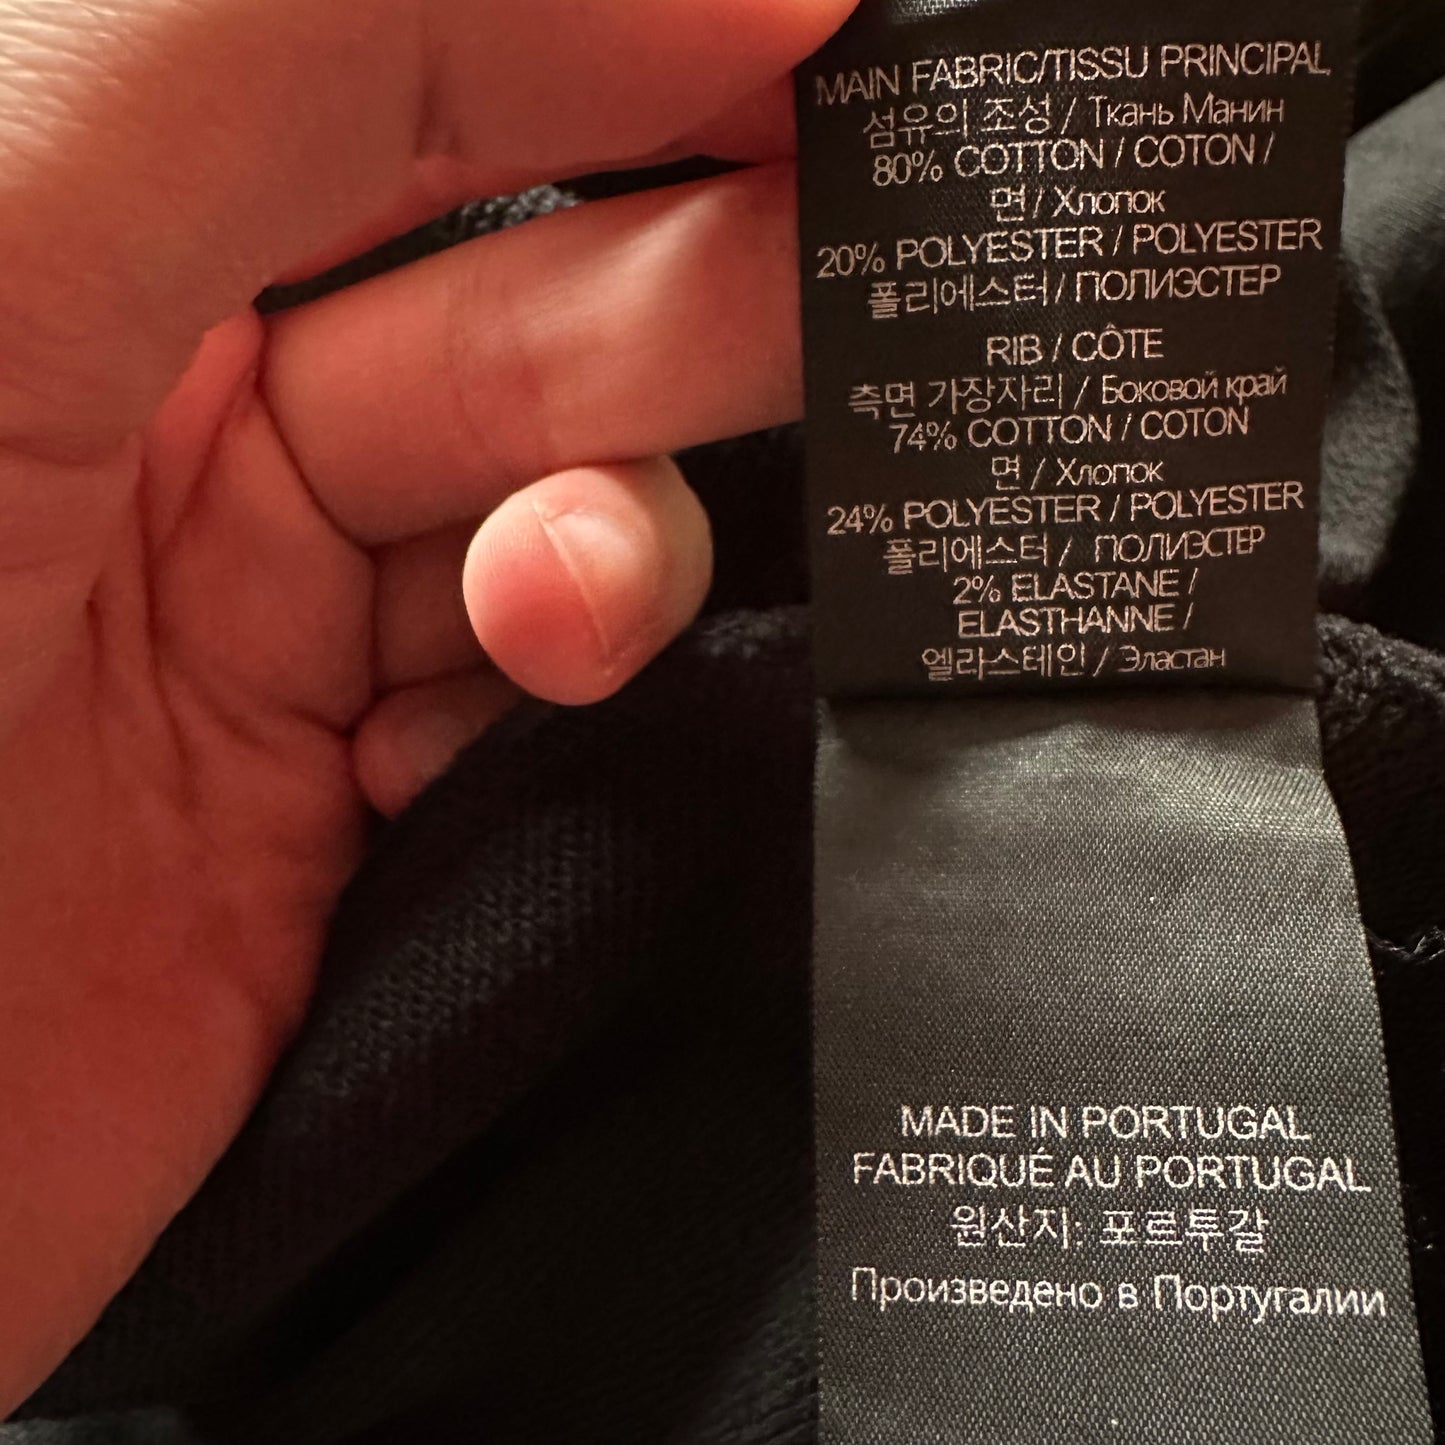 MAIN FABRIC/TISSU PRINCIPAL
섬유의 조성 / Ткань Манин
80% COTTON / COTON /
면 / Хлопок
20% POLYESTER / POLYESTER
폴리에스터 / ПОЛИЭСТЕР
RIB / CÔTE
측면 가장자리 / Боковой край
74% COTTON / COTON
면 / Хлопок
24% POLYESTER / POLYESTER
폴리에스터 / ПОЛИЭСТЕР
2% ELASTANE /
ELASTHANNE /
엘라스테인 / Эластан
MADE IN PORTUGAL
FABRIQUÉ AU PORTUGAL
원산지: 포르투갈
Произведено в Португалии